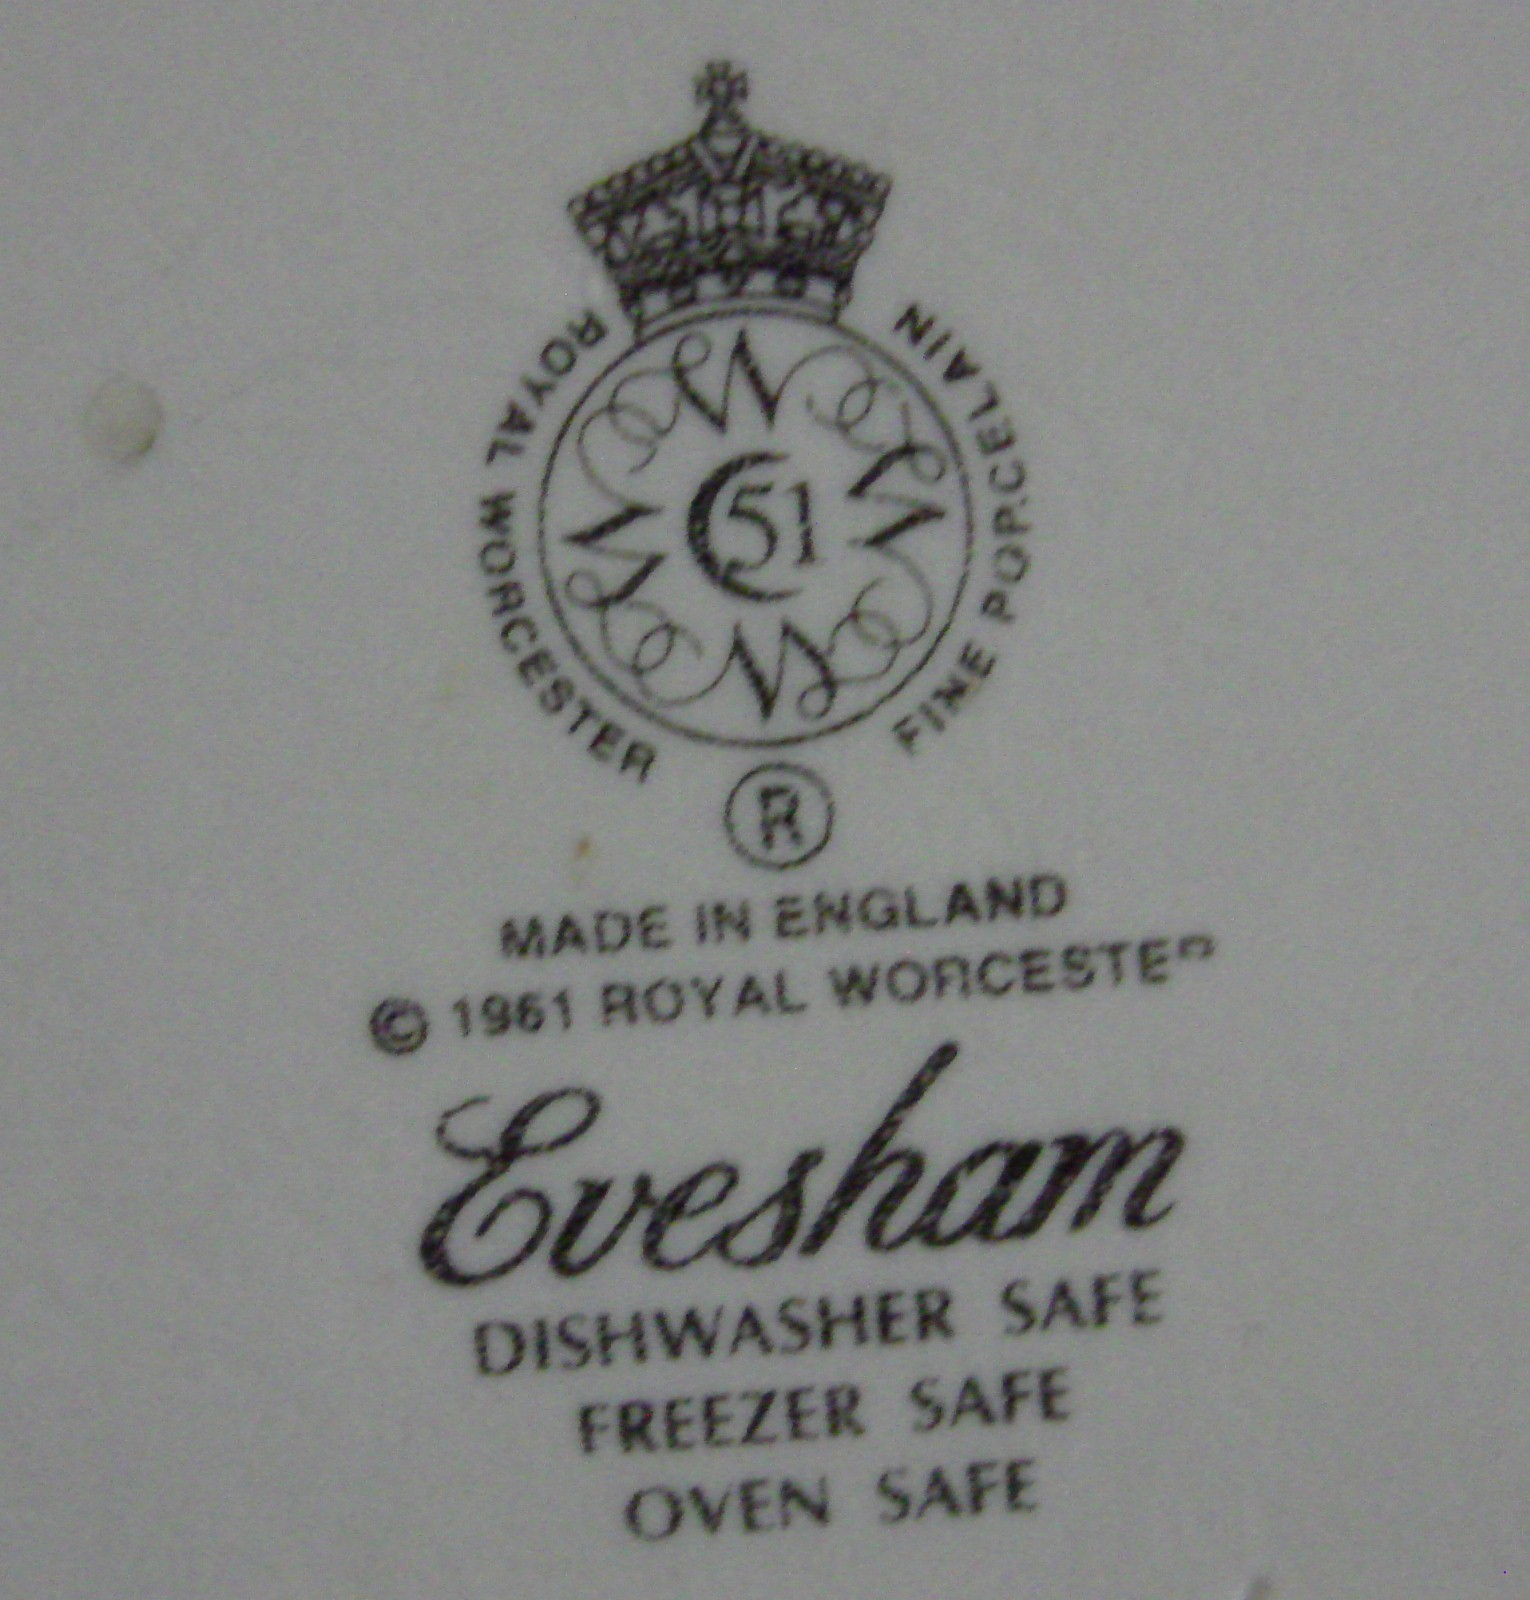 ROYAL WORCESTER
FINE PORCELAIN
W W W W
51
®
MADE IN ENGLAND
© 1961 ROYAL WORCESTER
Evesham
DISHWASHER SAFE
FREEZER SAFE
OVEN SAFE